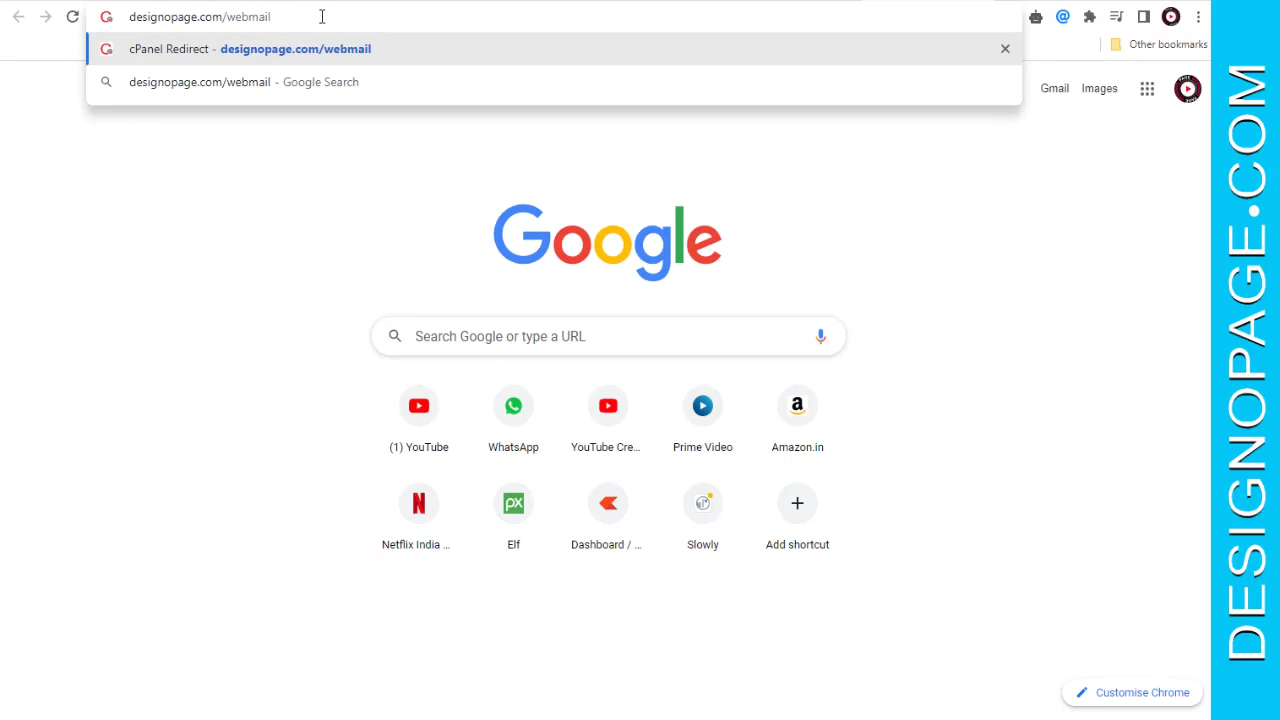 designopage.com/webmail
cPanel Redirect - designopage.com/webmail
designopage.com/webmail - Google Search
Other bookmarks
Gmail Images
Google
Search Google or type a URL
(1) YouTube WhatsApp YouTube Cre... Prime Video Amazon.in
Netflix India ... Elf Dashboard / ... Slowly Add shortcut
Customise Chrome
DESIGNOPAGE.COM